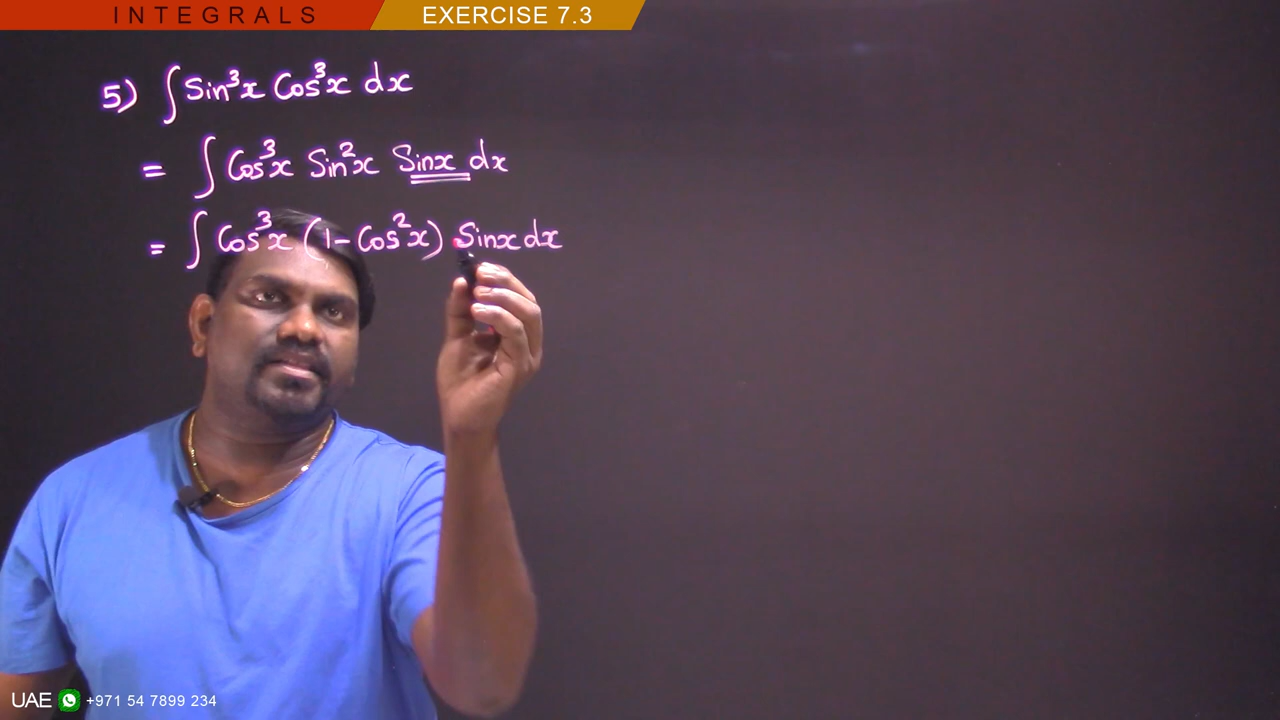 INTEGRALS EXERCISE 7.3
5) ∫ Sin³x Cos³x dx
= ∫ Cos³x Sin²x Sinx dx
= ∫ Cos³x (1 - Cos²x) Sinx dx
UAE +971 54 7899 234